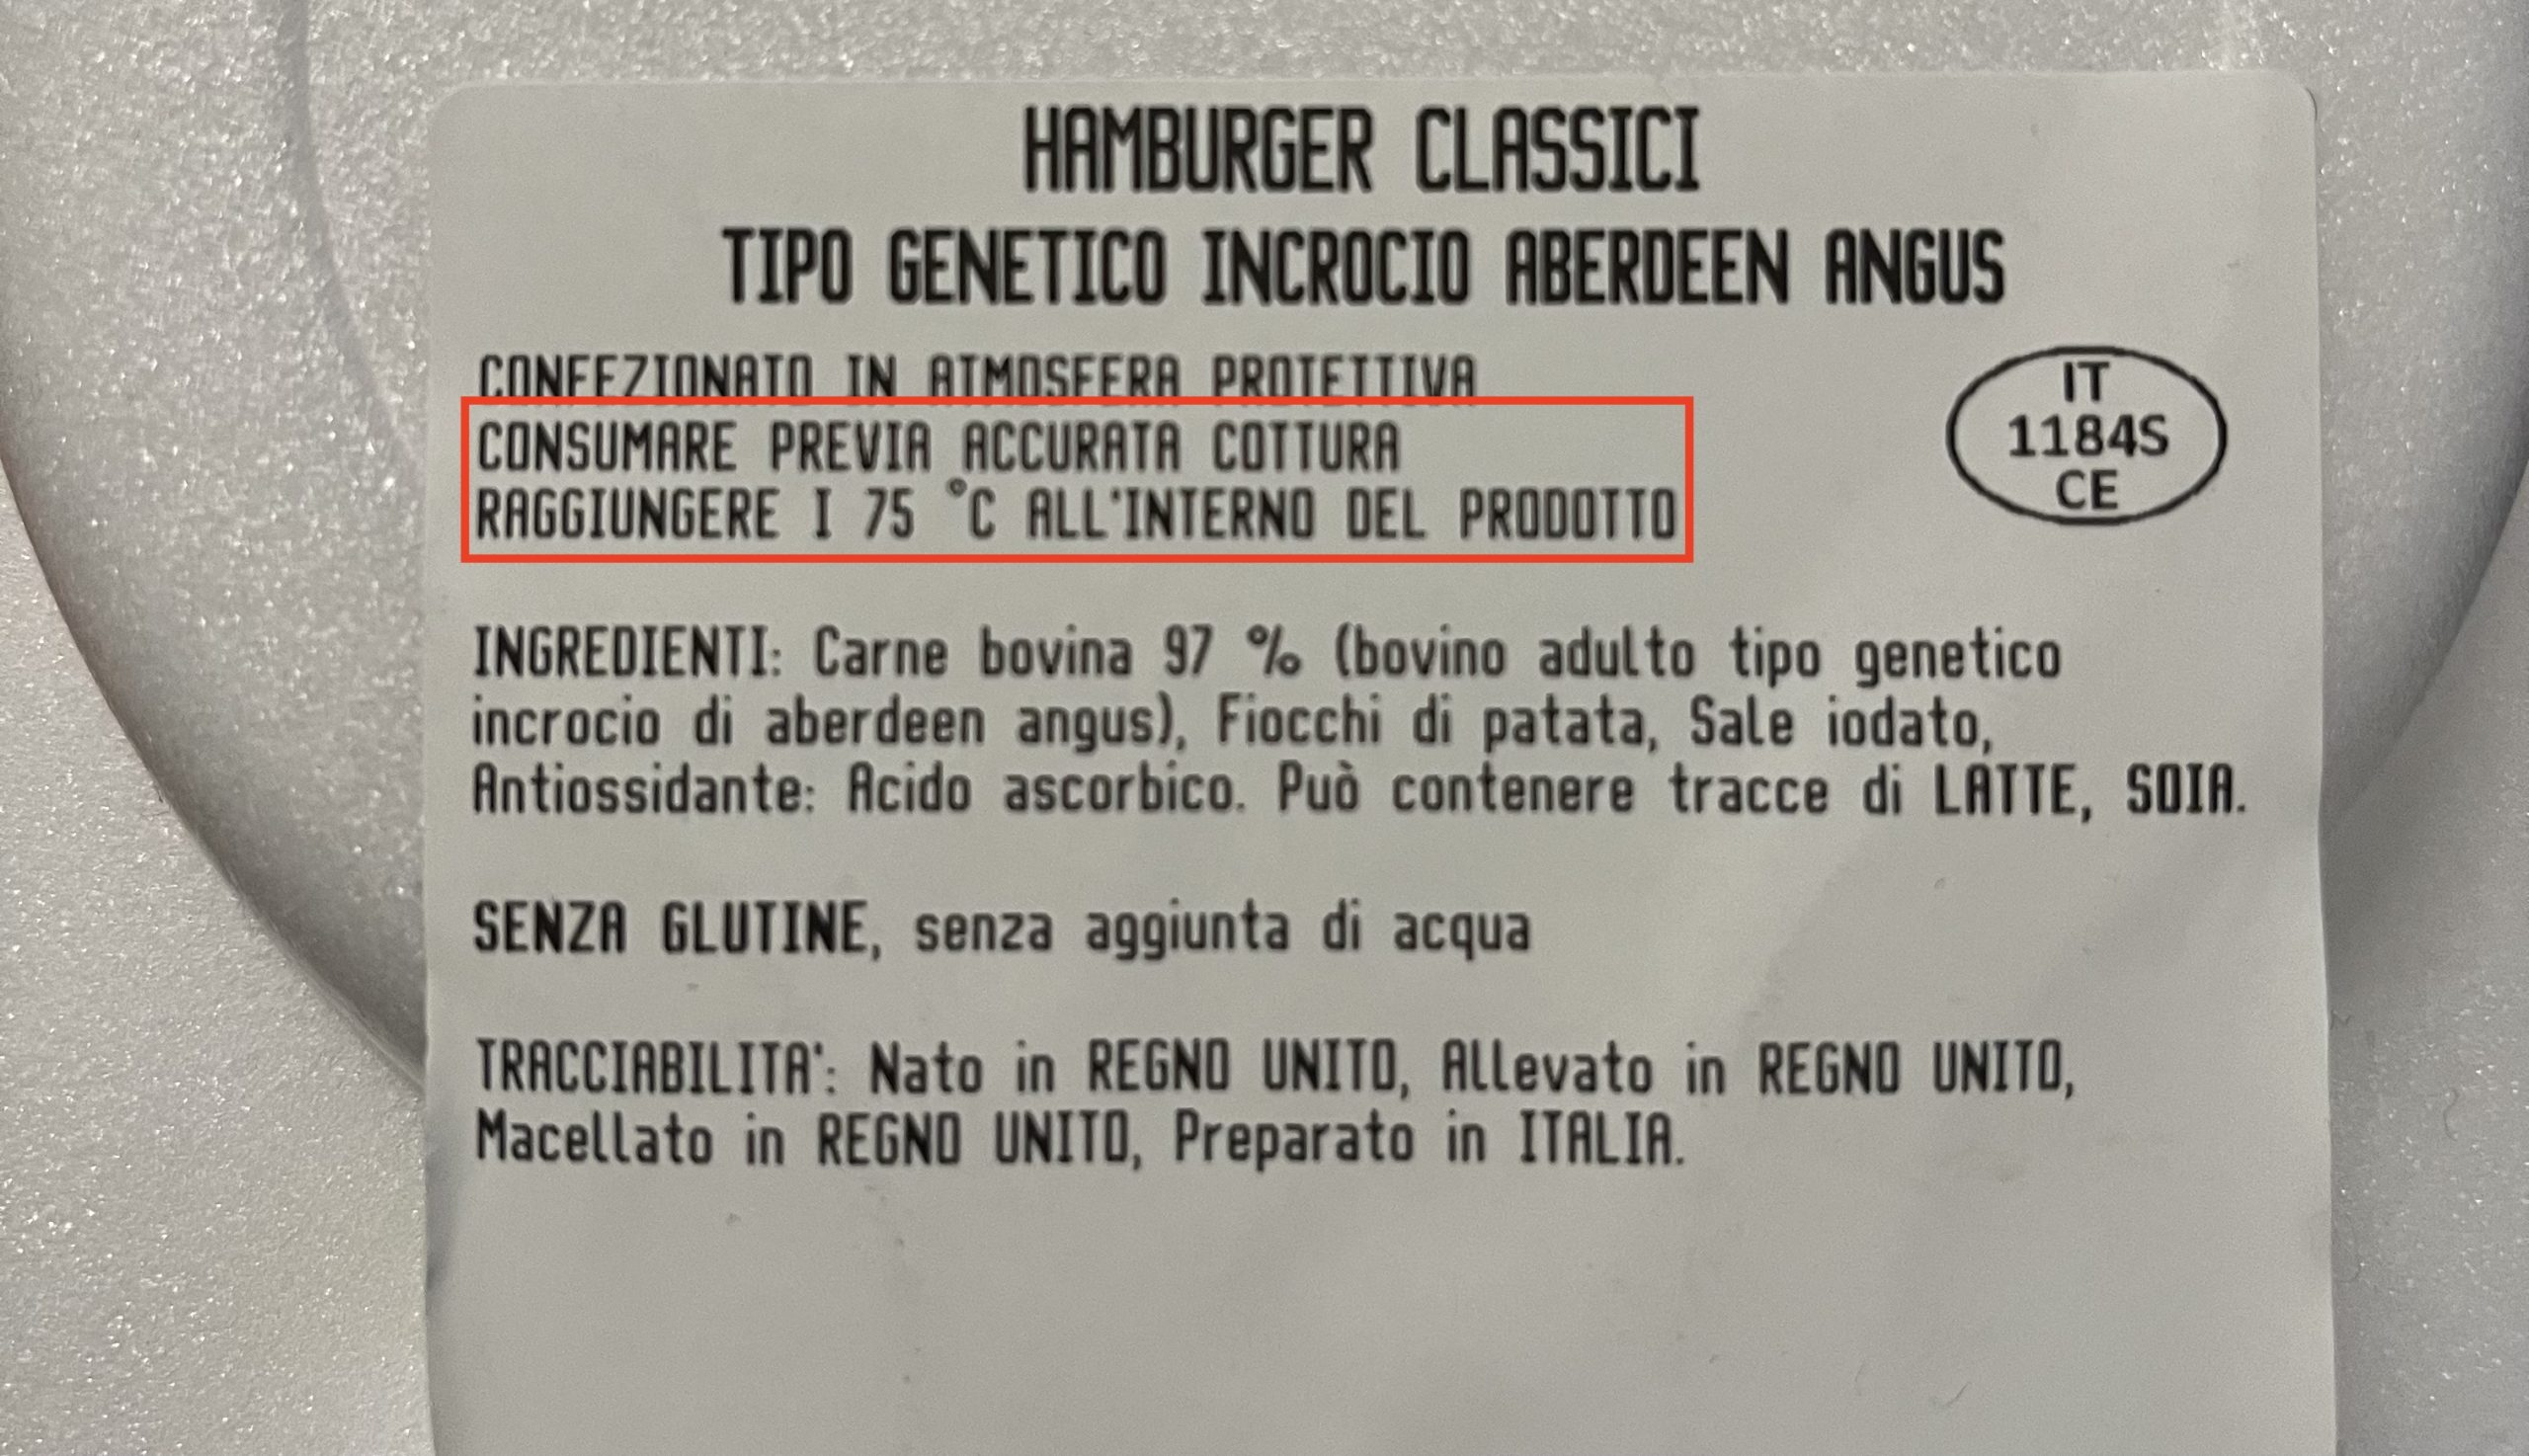 HAMBURGER CLASSICI
TIPO GENETICO INCROCIO ABERDEEN ANGUS
CONFEZIONATO IN ATMOSFERA PROTETTIVA
CONSUMARE PREVIA ACCURATA COTTURA
RAGGIUNGERE I 75 °C ALL'INTERNO DEL PRODOTTO
IT
1184S
CE
INGREDIENTI: Carne bovina 97 % (bovino adulto tipo genetico
incrocio di aberdeen angus), Fiocchi di patata, Sale iodato,
Antiossidante: Acido ascorbico. Può contenere tracce di LATTE, SOIA.
SENZA GLUTINE, senza aggiunta di acqua
TRACCIABILITA': Nato in REGNO UNITO, Allevato in REGNO UNITO,
Macellato in REGNO UNITO, Preparato in ITALIA.